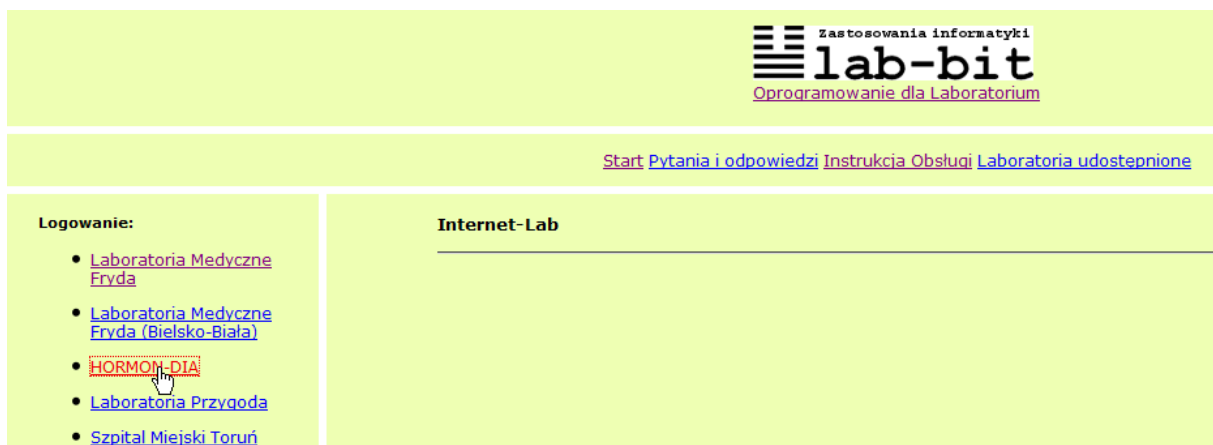 Zastosowania informatyki
lab-bit
Oprogramowanie dla Laboratorium
Start Pytania i odpowiedzi Instrukcja Obsługi Laboratoria udostępnione
Logowanie:
Laboratoria Medyczne
Fryda
Laboratoria Medyczne
Fryda (Bielsko-Biała)
HORMON-DIA
Laboratoria Przygoda
Szpital Miejski Toruń
Internet-Lab